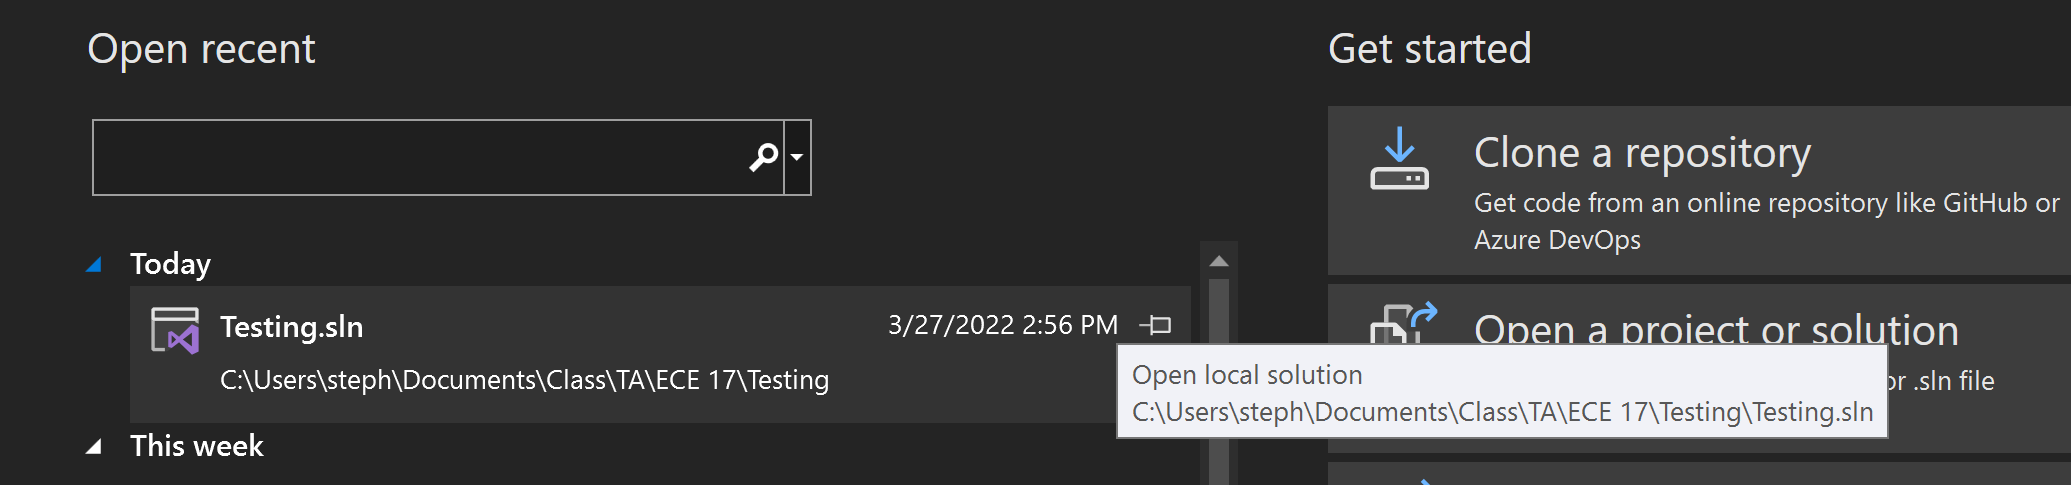 Open recent
Today
Testing.sln
3/27/2022 2:56 PM
C:\Users\steph\Documents\Class\TA\ECE 17\Testing
This week
Get started
Clone a repository
Get code from an online repository like GitHub or
Azure DevOps
Open a project or solution
or .sln file
Open local solution
C:\Users\steph\Documents\Class\TA\ECE 17\Testing\Testing.sln